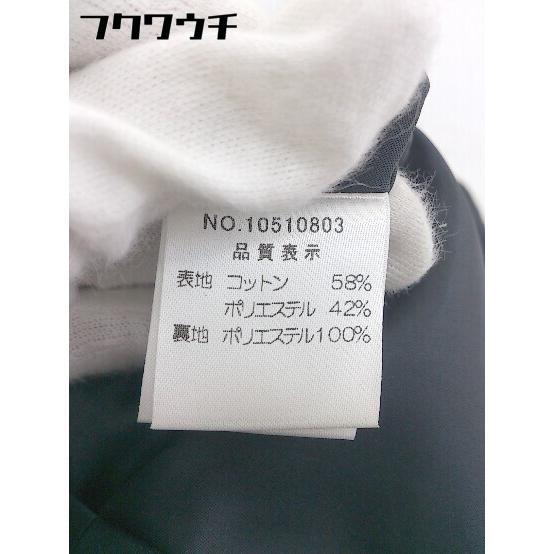 フクワウチ
NO.10510803
品質表示
表地 コットン 58%
ポリエステル 42%
裏地 ポリエステル100%